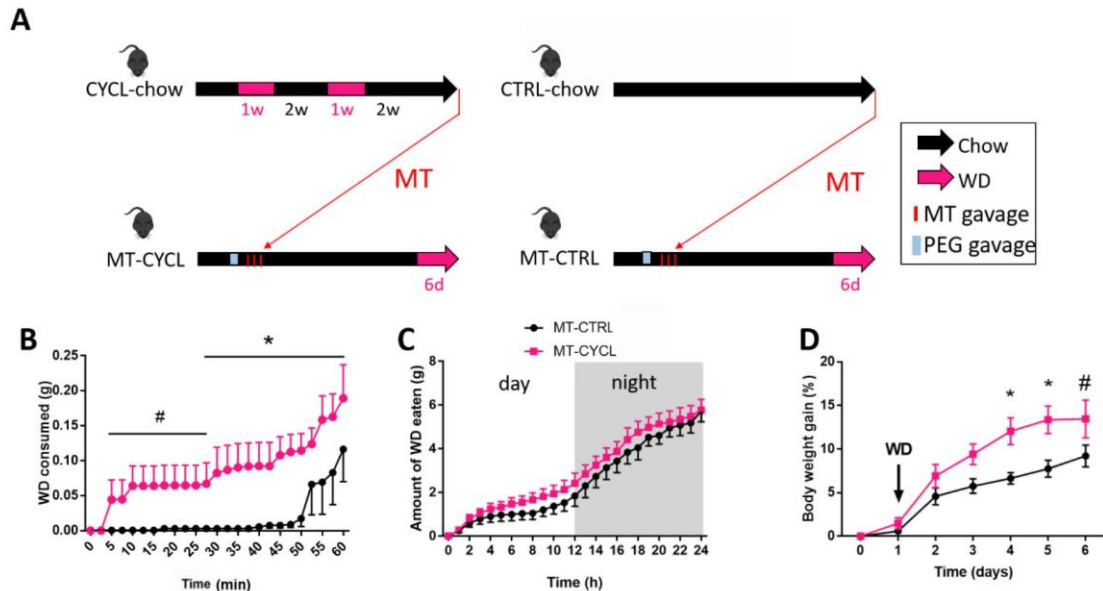 A
CYCL-chow
1w 2w 1w 2w
CTRL-chow
MT
MT
MT-CYCL
6d
MT-CTRL
6d
Chow
WD
MT gavage
PEG gavage
B
WD consumed (g)
0.25
0.20
0.15
0.10
0.05
0.00
#
*
0 5 10 15 20 25 30 35 40 45 50 55 60
Time (min)
MT-CTRL
MT-CYCL
C
Amount of WD eaten (g)
8
6
4
2
0
day night
0 2 4 6 8 10 12 14 16 18 20 22 24
Time (h)
D
Body weight gain (%)
20
15
10
5
0
WD
* * #
0 1 2 3 4 5 6
Time (days)